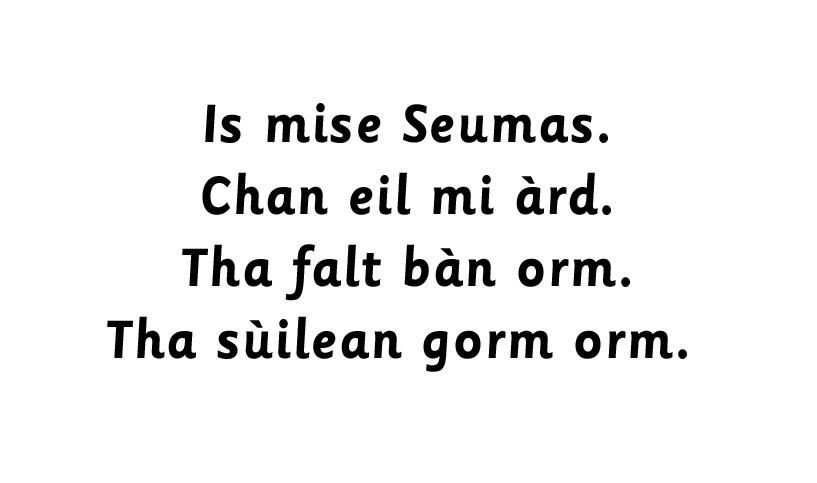 Is mise Seumas.
Chan eil mi àrd.
Tha falt bàn orm.
Tha sùilean gorm orm.